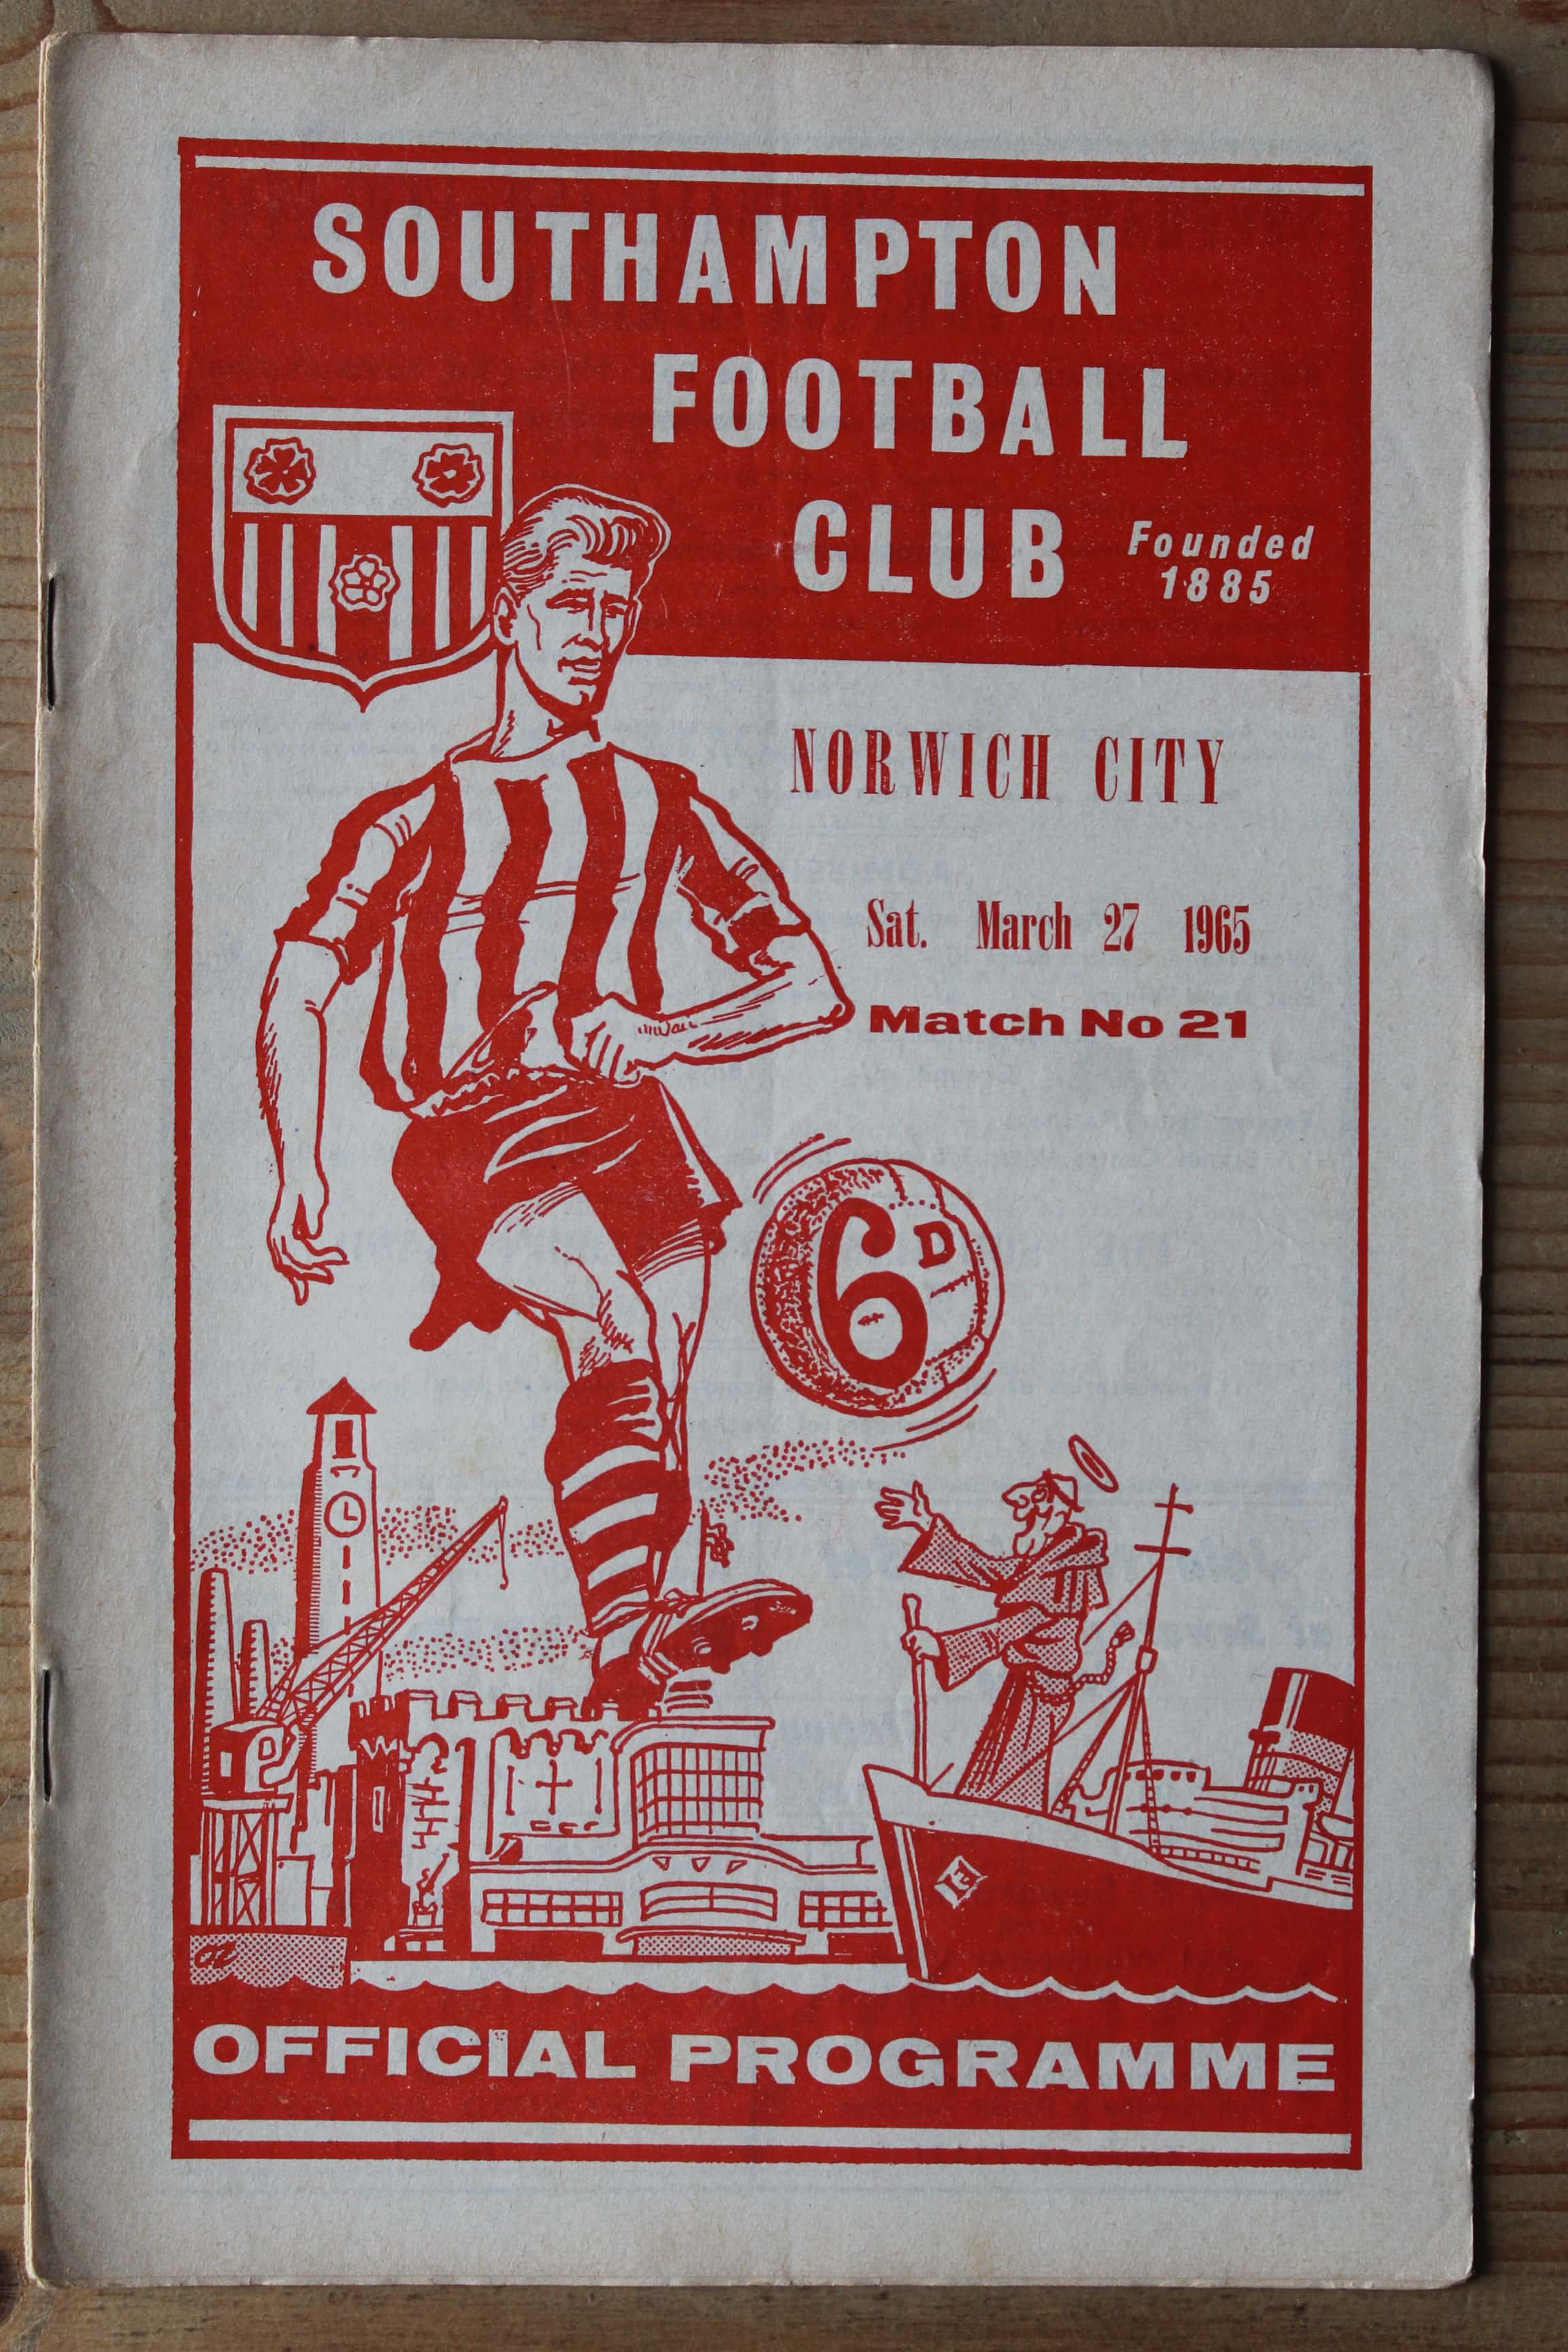 SOUTHAMPTON
FOOTBALL
CLUB
Founded
1885
NORWICH CITY
Sat. March 27 1965
Match No 21
6D
OFFICIAL PROGRAMME